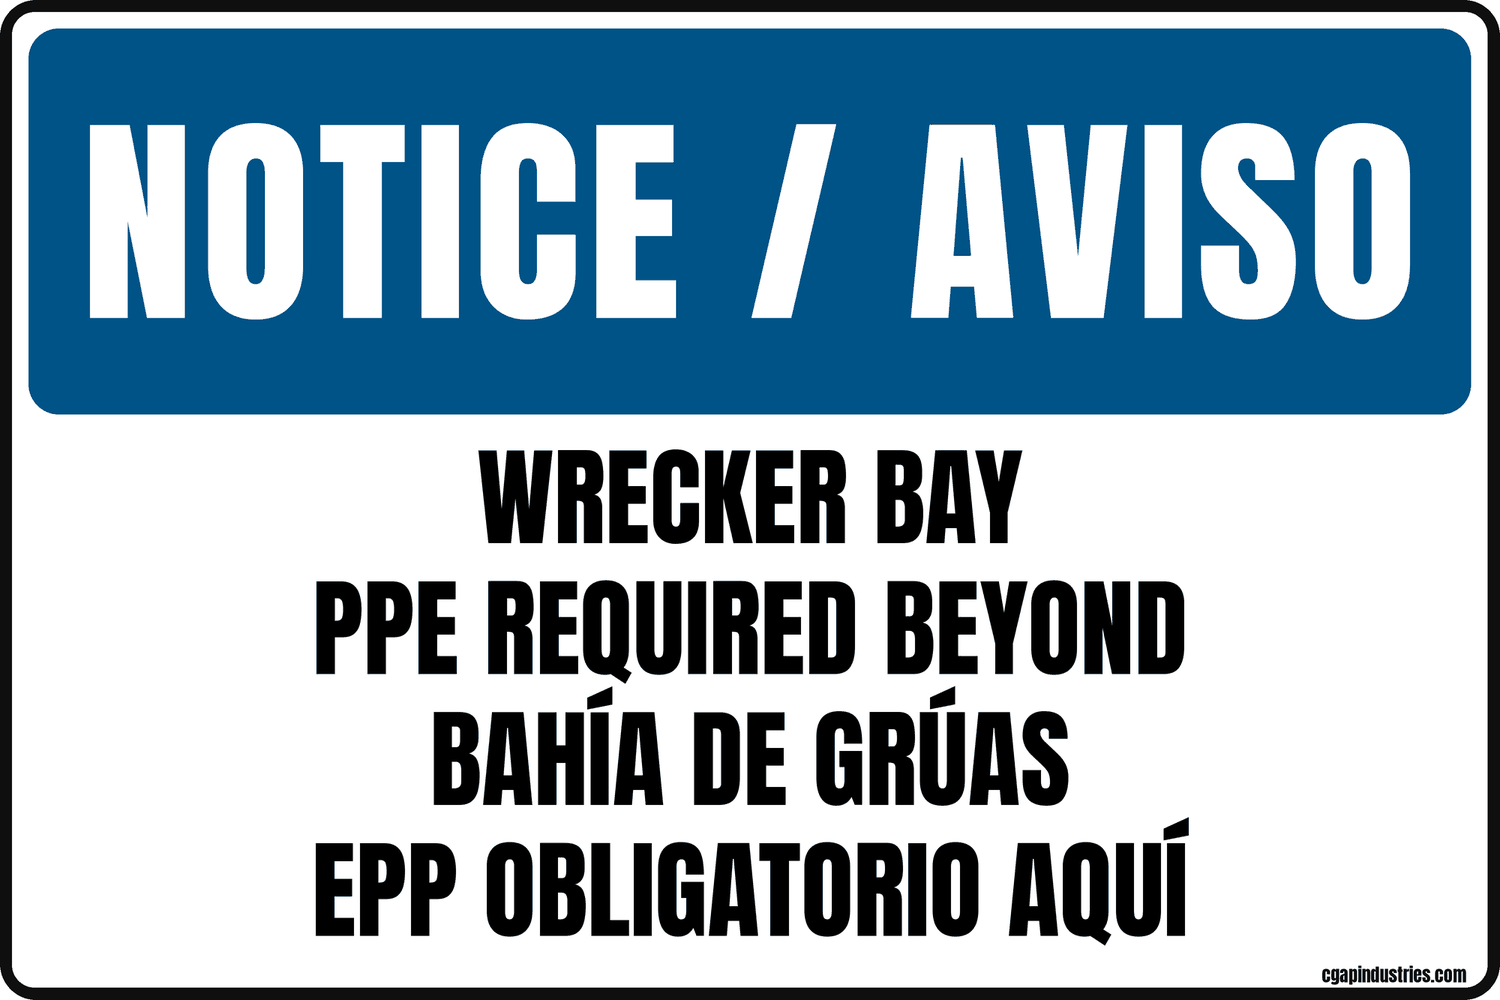 NOTICE / AVISO
WRECKER BAY
PPE REQUIRED BEYOND
BAHÍA DE GRÚAS
EPP OBLIGATORIO AQUÍ
cgapindustries.com